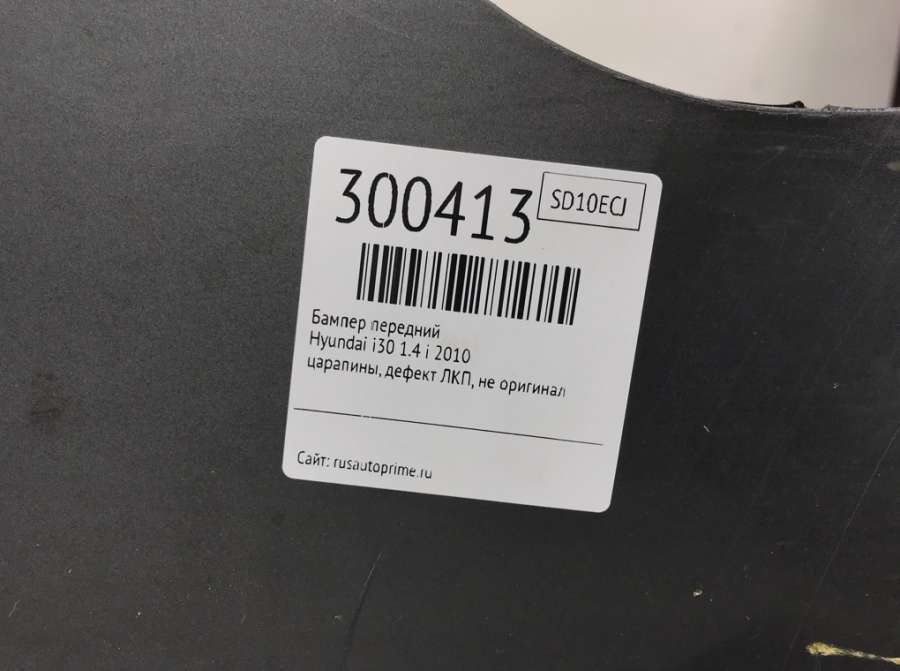 300413
SD10ECJ
Бампер передний
Hyundai i30 1.4 i 2010
царапины, дефект ЛКП, не оригинал
Сайт: rusautoprime.ru